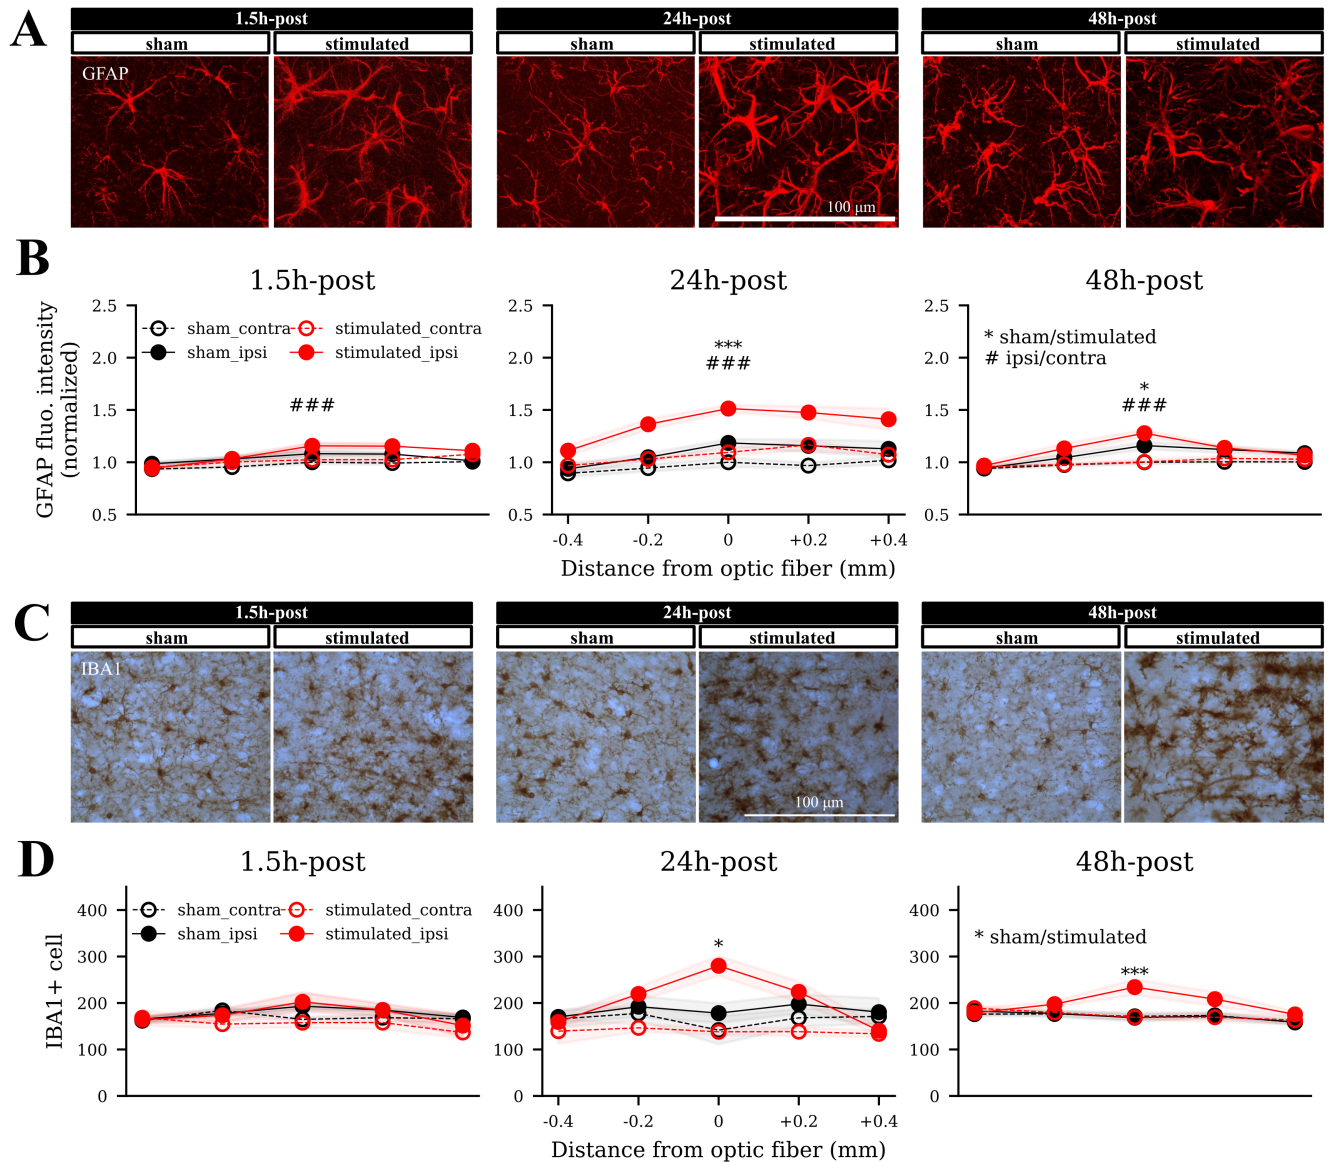 A
1.5h-post
24h-post
48h-post
sham
stimulated
sham
stimulated
sham
stimulated
GFAP
100 μm
B
1.5h-post
24h-post
48h-post
GFAP fluo. intensity
(normalized)
2.5
2.0
1.5
1.0
0.5
sham_contra
stimulated_contra
sham_ipsi
stimulated_ipsi
###
2.5
2.0
1.5
1.0
0.5
***
###
-0.4
-0.2
0
+0.2
+0.4
Distance from optic fiber (mm)
2.5
2.0
1.5
1.0
0.5
* sham/stimulated
# ipsi/contra
*
###
C
1.5h-post
24h-post
48h-post
sham
stimulated
sham
stimulated
sham
stimulated
IBA1
100 μm
D
1.5h-post
24h-post
48h-post
IBA1+ cell
400
300
200
100
0
sham_contra
stimulated_contra
sham_ipsi
stimulated_ipsi
400
300
200
100
0
*
-0.4
-0.2
0
+0.2
+0.4
Distance from optic fiber (mm)
400
300
200
100
0
* sham/stimulated
***